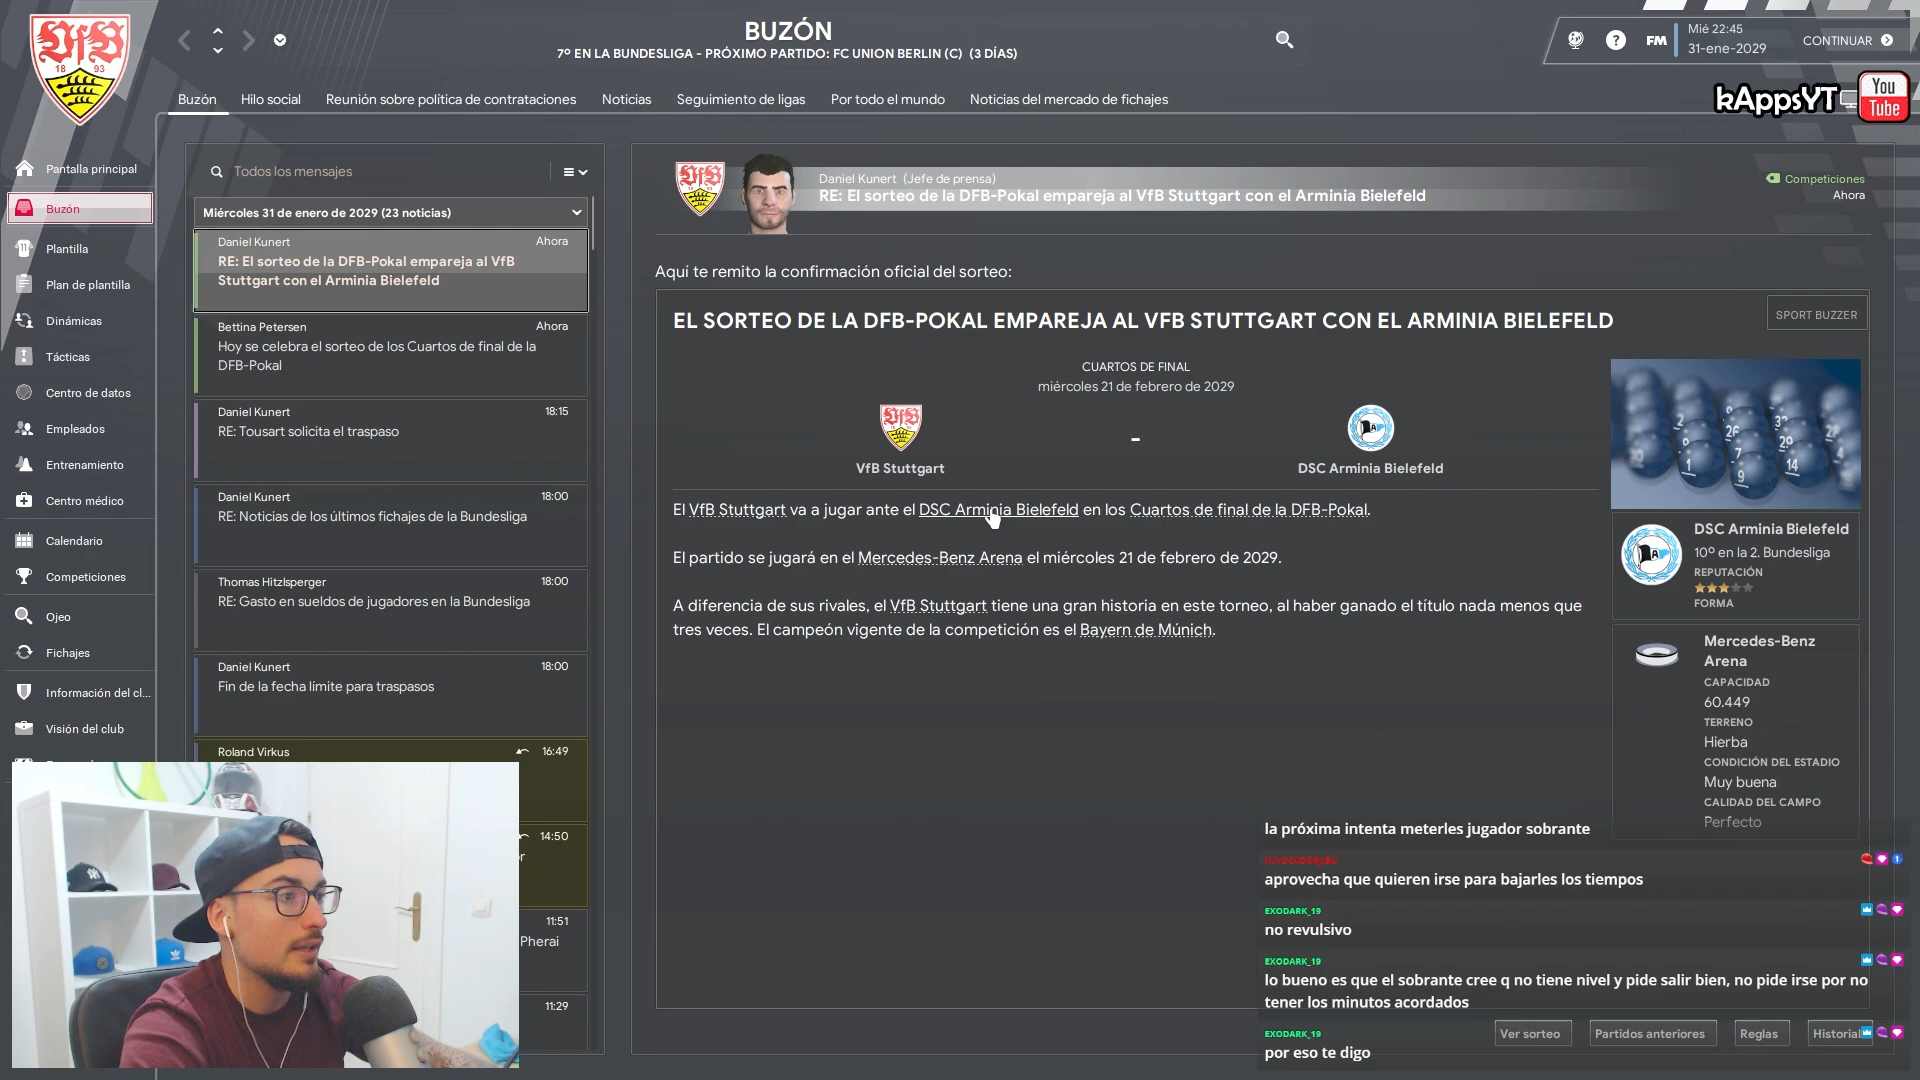 BUZÓN
7º EN LA BUNDESLIGA - PRÓXIMO PARTIDO: FC UNION BERLIN (C) (3 DÍAS)
FM
Mié 22:45
31-ene-2029
CONTINUAR
kAppsYT
You
Tube
VfB
18 93
Buzón
Hilo social
Reunión sobre política de contrataciones
Noticias
Seguimiento de ligas
Por todo el mundo
Noticias del mercado de fichajes
Pantalla principal
Buzón
Plantilla
Plan de plantilla
Dinámicas
Tácticas
Centro de datos
Empleados
Entrenamiento
Centro médico
Calendario
Competiciones
Ojeo
Fichajes
Información del cl...
Visión del club
Todos los mensajes
Miércoles 31 de enero de 2029 (23 noticias)
Daniel Kunert Ahora
RE: El sorteo de la DFB-Pokal empareja al VfB
Stuttgart con el Arminia Bielefeld
Bettina Petersen Ahora
Hoy se celebra el sorteo de los Cuartos de final de la
DFB-Pokal
Daniel Kunert 18:15
RE: Tousart solicita el traspaso
Daniel Kunert 18:00
RE: Noticias de los últimos fichajes de la Bundesliga
Thomas Hitzlsperger 18:00
RE: Gasto en sueldos de jugadores en la Bundesliga
Daniel Kunert 18:00
Fin de la fecha límite para traspasos
Roland Virkus 16:49
14:50
or
11:51
Pherai
11:29
Daniel Kunert (Jefe de prensa)
RE: El sorteo de la DFB-Pokal empareja al VfB Stuttgart con el Arminia Bielefeld
Competiciones
Ahora
Aquí te remito la confirmación oficial del sorteo:
EL SORTEO DE LA DFB-POKAL EMPAREJA AL VFB STUTTGART CON EL ARMINIA BIELEFELD
SPORT BUZZER
CUARTOS DE FINAL
miércoles 21 de febrero de 2029
-
VfB Stuttgart
DSC Arminia Bielefeld
El VfB Stuttgart va a jugar ante el DSC Arminia Bielefeld en los Cuartos de final de la DFB-Pokal.
El partido se jugará en el Mercedes-Benz Arena el miércoles 21 de febrero de 2029.
A diferencia de sus rivales, el VfB Stuttgart tiene una gran historia en este torneo, al haber ganado el título nada menos que
tres veces. El campeón vigente de la competición es el Bayern de Múnich.
DSC Arminia Bielefeld
10º en la 2. Bundesliga
REPUTACIÓN
FORMA
Mercedes-Benz
Arena
CAPACIDAD
60.449
TERRENO
Hierba
CONDICIÓN DEL ESTADIO
Muy buena
CALIDAD DEL CAMPO
Perfecto
la próxima intenta meterles jugador sobrante
aprovecha que quieren irse para bajarles los tiempos
EXODARK_19
no revulsivo
EXODARK_19
lo bueno es que el sobrante cree q no tiene nivel y pide salir bien, no pide irse por no
tener los minutos acordados
EXODARK_19
por eso te digo
Ver sorteo
Partidos anteriores
Reglas
Historial